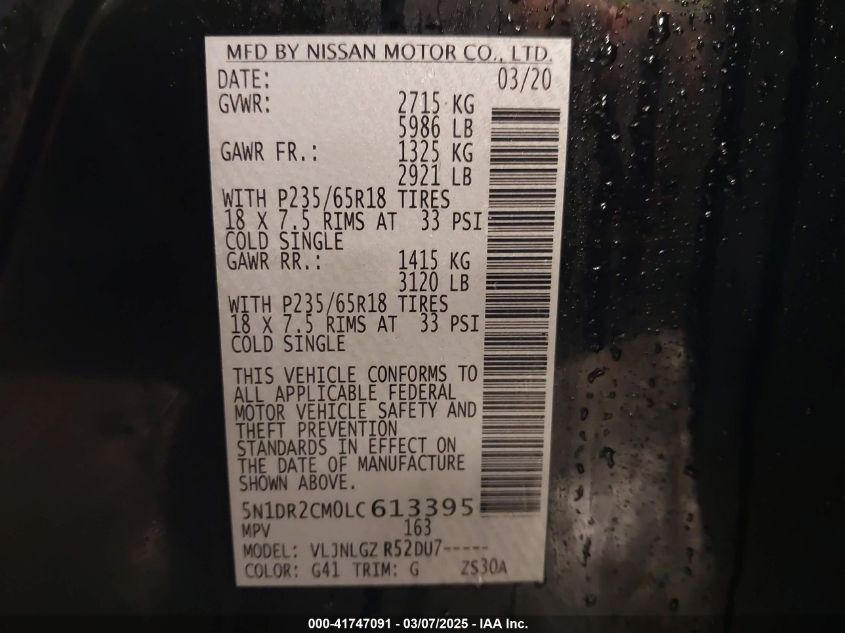 MFD BY NISSAN MOTOR CO., LTD.
DATE: 03/20
GVWR: 2715 KG
5986 LB
GAWR FR.: 1325 KG
2921 LB
WITH P235/65R18 TIRES
18 X 7.5 RIMS AT 33 PSI
COLD SINGLE
GAWR RR.: 1415 KG
3120 LB
WITH P235/65R18 TIRES
18 X 7.5 RIMS AT 33 PSI
COLD SINGLE
THIS VEHICLE CONFORMS TO
ALL APPLICABLE FEDERAL
MOTOR VEHICLE SAFETY AND
THEFT PREVENTION
STANDARDS IN EFFECT ON
THE DATE OF MANUFACTURE
SHOWN ABOVE.
5N1DR2CM0LC613395
MPV 163
MODEL: VLJNLGZ R52DU7-----
COLOR: G41 TRIM: G ZS30A
000-41747091 - 03/07/2025 - IAA Inc.